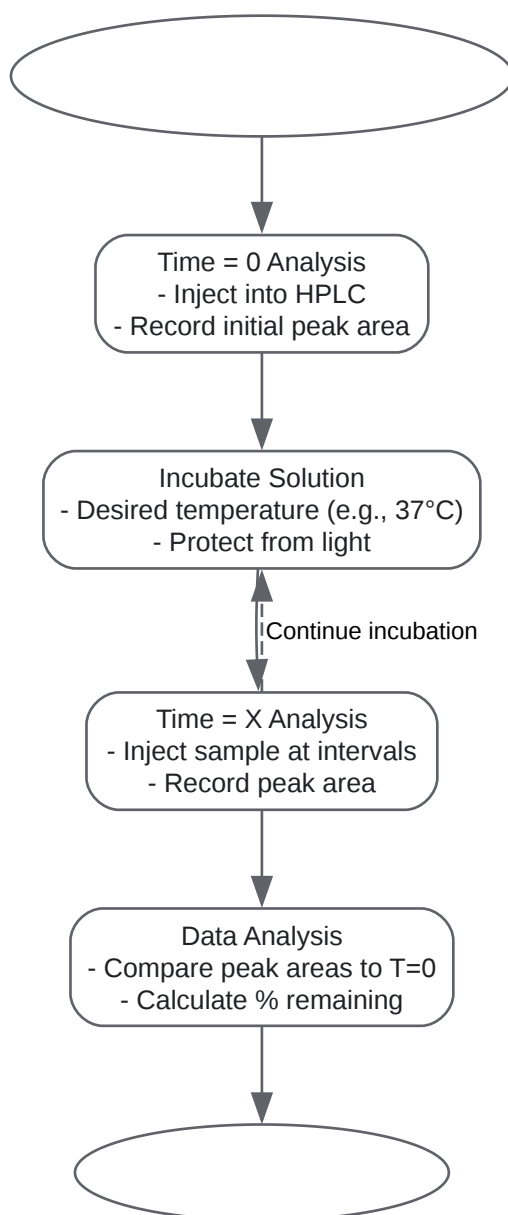 Time = 0 Analysis
- Inject into HPLC
- Record initial peak area
Incubate Solution
- Desired temperature (e.g., 37°C)
- Protect from light
Continue incubation
Time = X Analysis
- Inject sample at intervals
- Record peak area
Data Analysis
- Compare peak areas to T=0
- Calculate % remaining